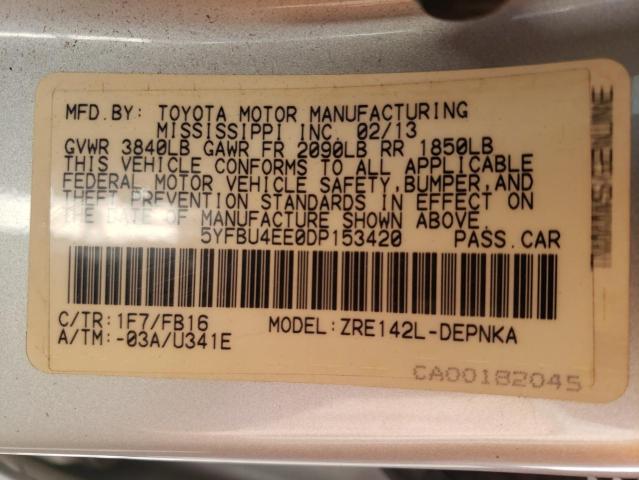 MFD.BY: TOYOTA MOTOR MANUFACTURING
MISSISSIPPI INC. 02/13
GVWR 3840LB GAWR FR 2090LB RR 1850LB
THIS VEHICLE CONFORMS TO ALL APPLICABLE
FEDERAL MOTOR VEHICLE SAFETY,BUMPER,AND
THEFT PREVENTION STANDARDS IN EFFECT ON
THE DATE OF MANUFACTURE SHOWN ABOVE.
5YFBU4EE0DP153420 PASS.CAR
C/TR:1F7/FB16 MODEL:ZRE142L-DEPNKA
A/TM:-03A/U341E
CA00182045